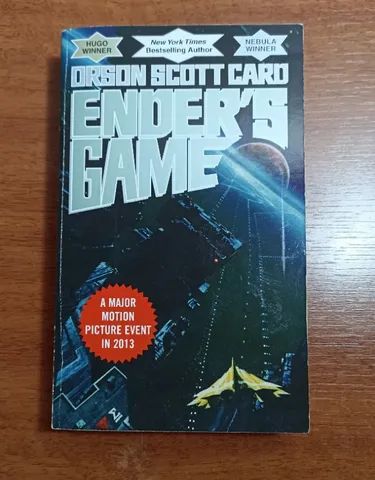 HUGO
WINNER
New York Times
Bestselling Author
NEBULA
WINNER
ORSON SCOTT CARD
ENDER'S
GAME
A MAJOR
MOTION
PICTURE EVENT
IN 2013